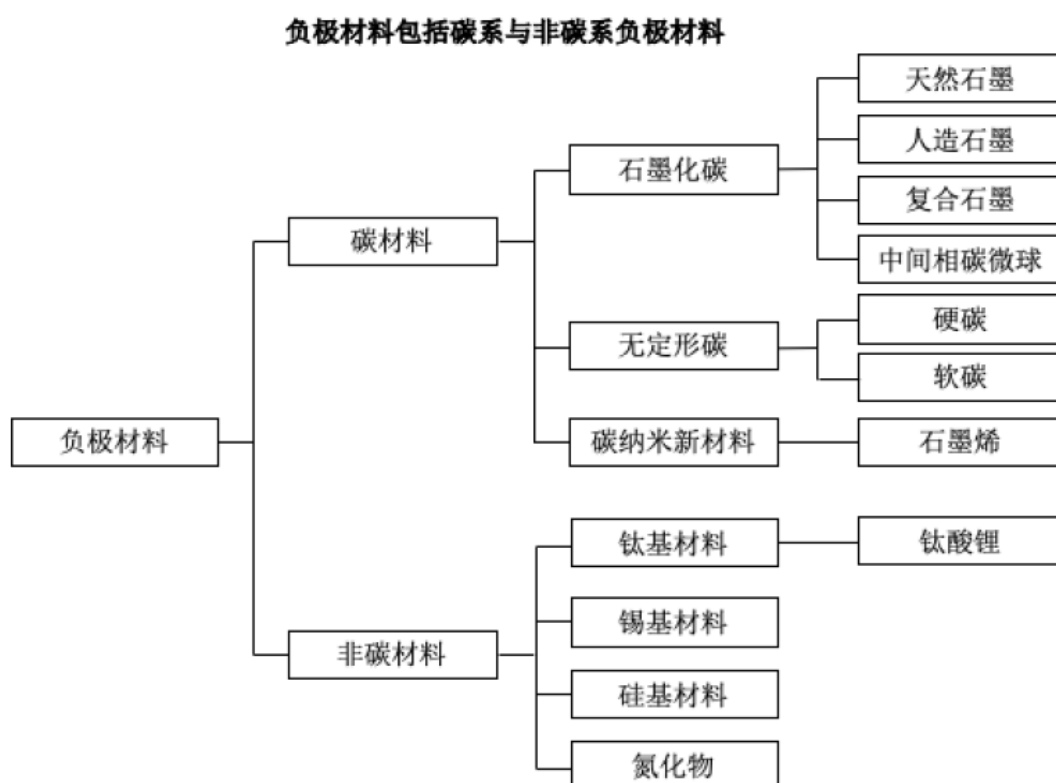 负极材料包括碳系与非碳系负极材料
天然石墨
人造石墨
石墨化碳
复合石墨
碳材料
中间相碳微球
硬碳
无定形碳
软碳
负极材料
碳纳米新材料
石墨烯
钛基材料
钛酸锂
锡基材料
非碳材料
硅基材料
氮化物